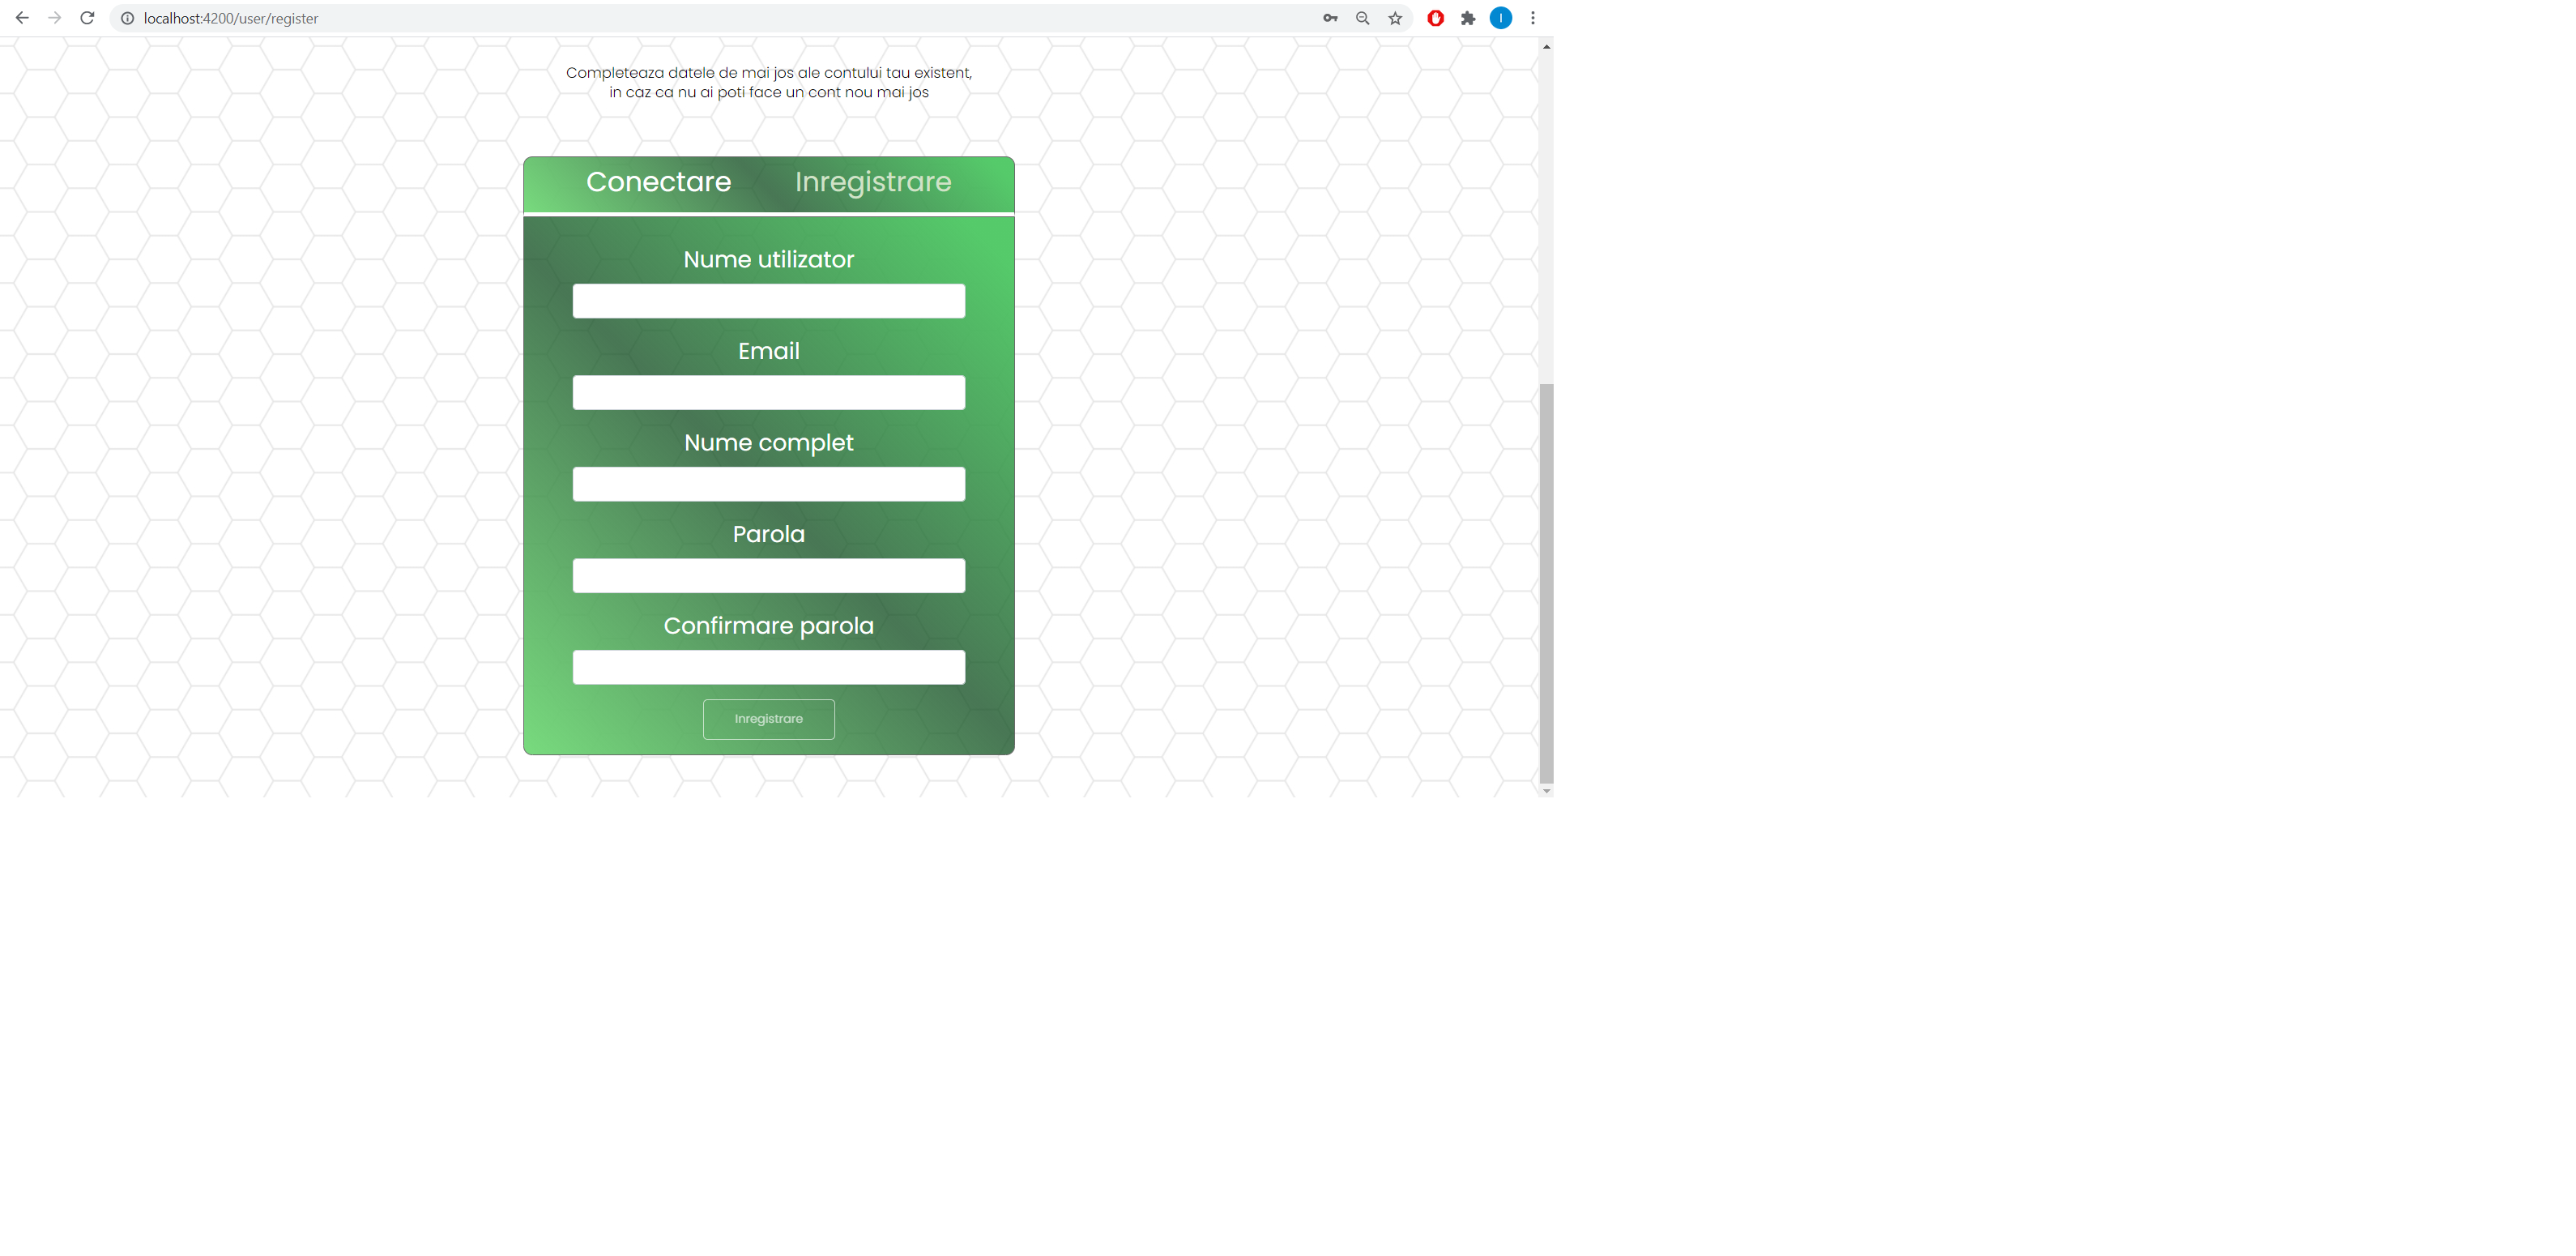 localhost:4200/user/register
I
Completeaza datele de mai jos ale contului tau existent,
in caz ca nu ai poti face un cont nou mai jos
Conectare Inregistrare
Nume utilizator
Email
Nume complet
Parola
Confirmare parola
Inregistrare